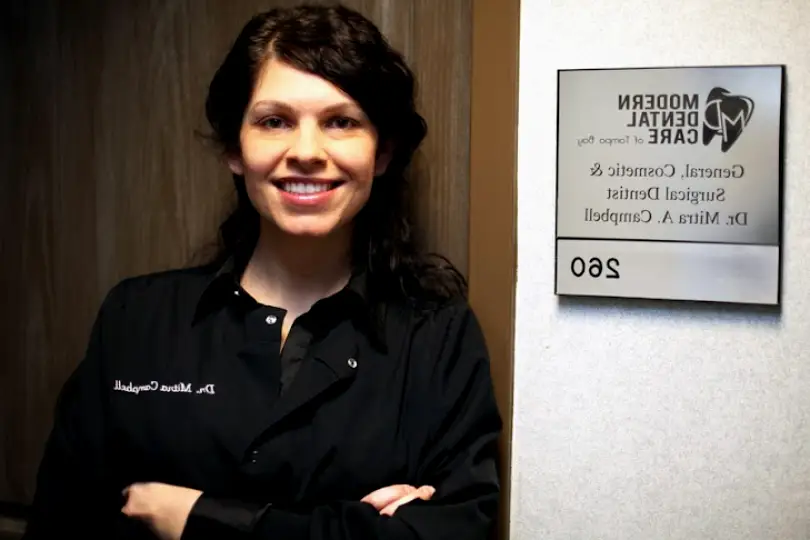 MODERN
DENTAL
CARE of Tampa Bay
General, Cosmetic &
Surgical Dentist
Dr. Mitra A. Campbell
260
Dr. Mitra Campbell